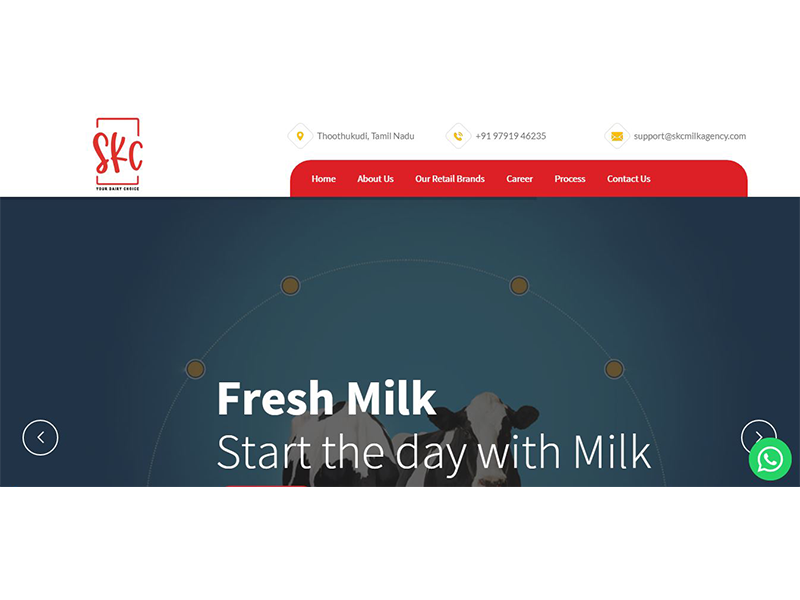 SKC
YOUR DAIRY CHOICE
Thoothukudi, Tamil Nadu
+91 97919 46235
support@skcmilkagency.com
Home About Us Our Retail Brands Career Process Contact Us
Fresh Milk
Start the day with Milk